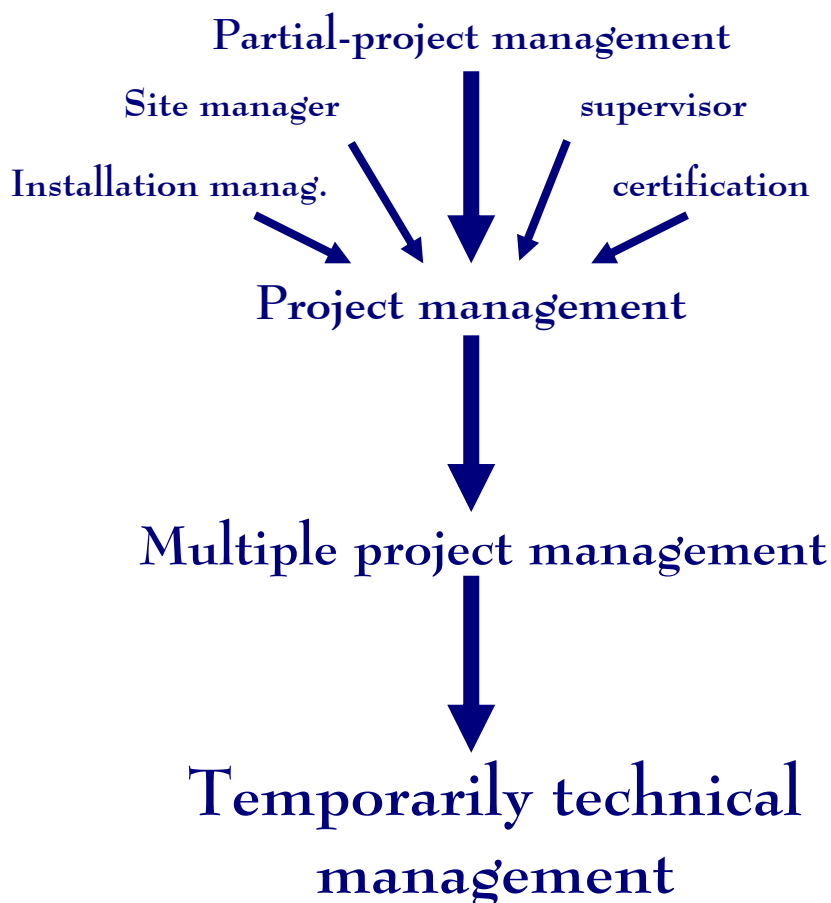 Partial-project management
Site manager
supervisor
Installation manag.
certification
Project management
Multiple project management
Temporarily technical
management